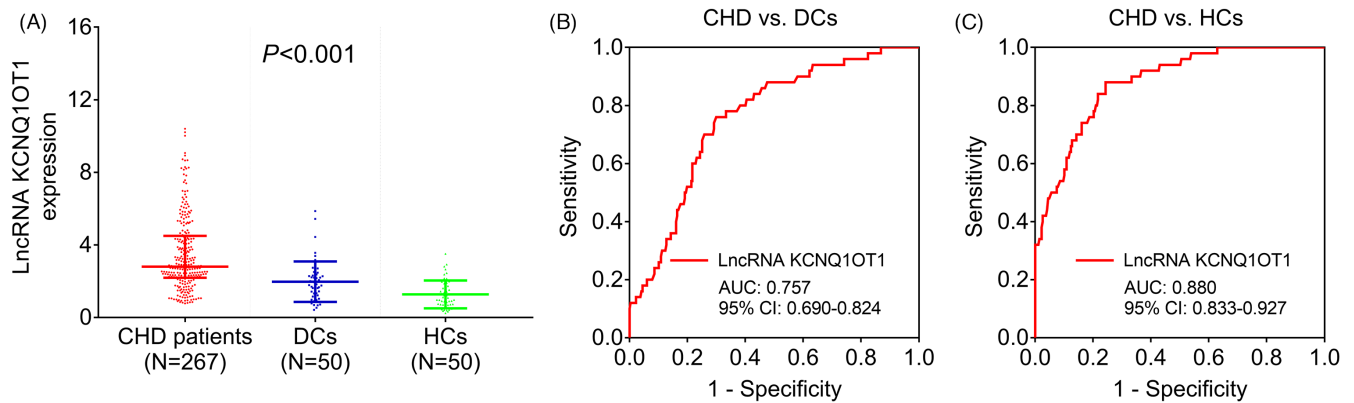 (A)
LncRNA KCNQ1OT1
expression
16
12
8
4
0
P<0.001
CHD patients
(N=267)
DCs
(N=50)
HCs
(N=50)
(B)
CHD vs. DCs
Sensitivity
1.0
0.8
0.6
0.4
0.2
0.0
LncRNA KCNQ1OT1
AUC: 0.757
95% CI: 0.690-0.824
0.0 0.2 0.4 0.6 0.8 1.0
1 - Specificity
(C)
CHD vs. HCs
Sensitivity
1.0
0.8
0.6
0.4
0.2
0.0
LncRNA KCNQ1OT1
AUC: 0.880
95% CI: 0.833-0.927
0.0 0.2 0.4 0.6 0.8 1.0
1 - Specificity